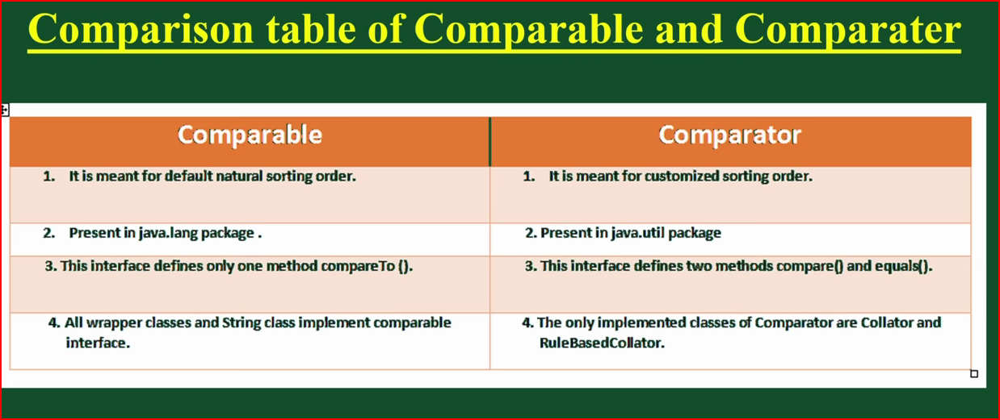 Comparison table of Comparable and Comparater
Comparable
Comparator
1. It is meant for default natural sorting order.
1. It is meant for customized sorting order.
2. Present in java.lang package .
2. Present in java.util package
3. This interface defines only one method compareTo ().
3. This interface defines two methods compare() and equals().
4. All wrapper classes and String class implement comparable
interface.
4. The only implemented classes of Comparator are Collator and
RuleBasedCollator.